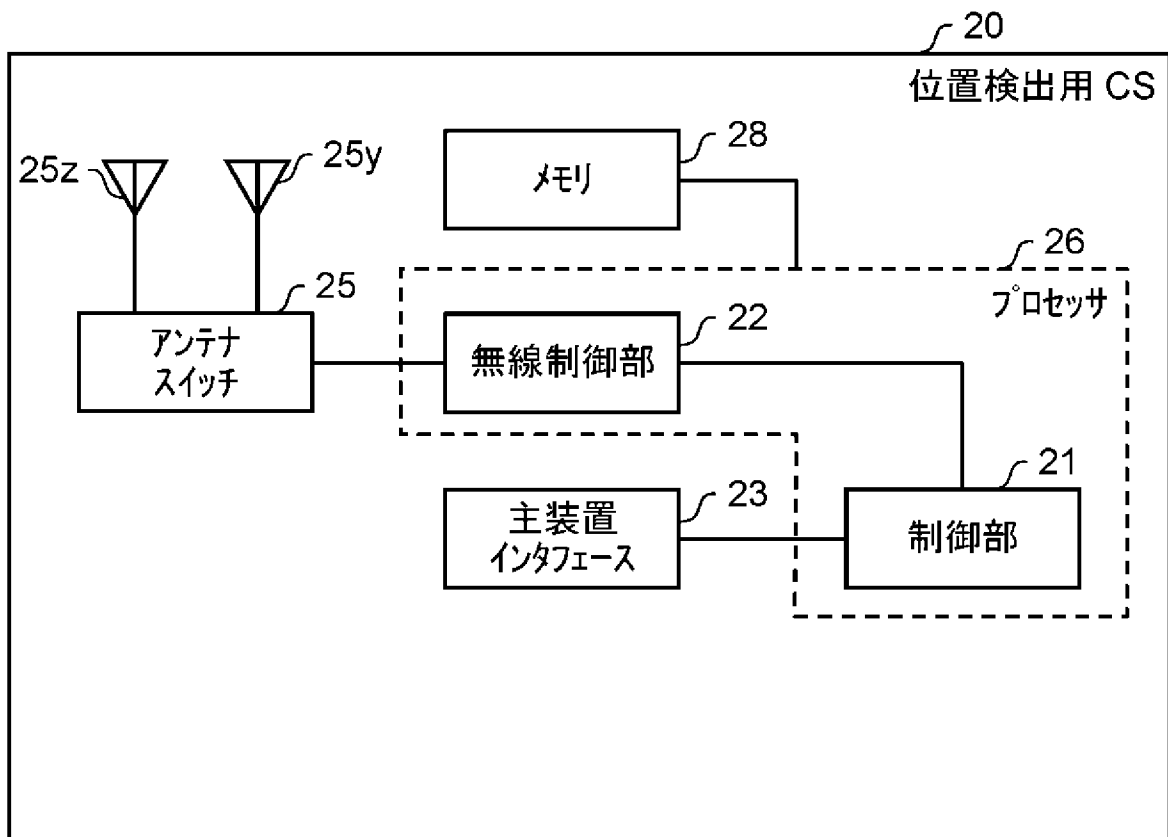 20
位置検出用 CS
25z
25y
28
メモリ
26
プロセッサ
25
アンテナ
スイッチ
22
無線制御部
21
制御部
23
主装置
インタフェース